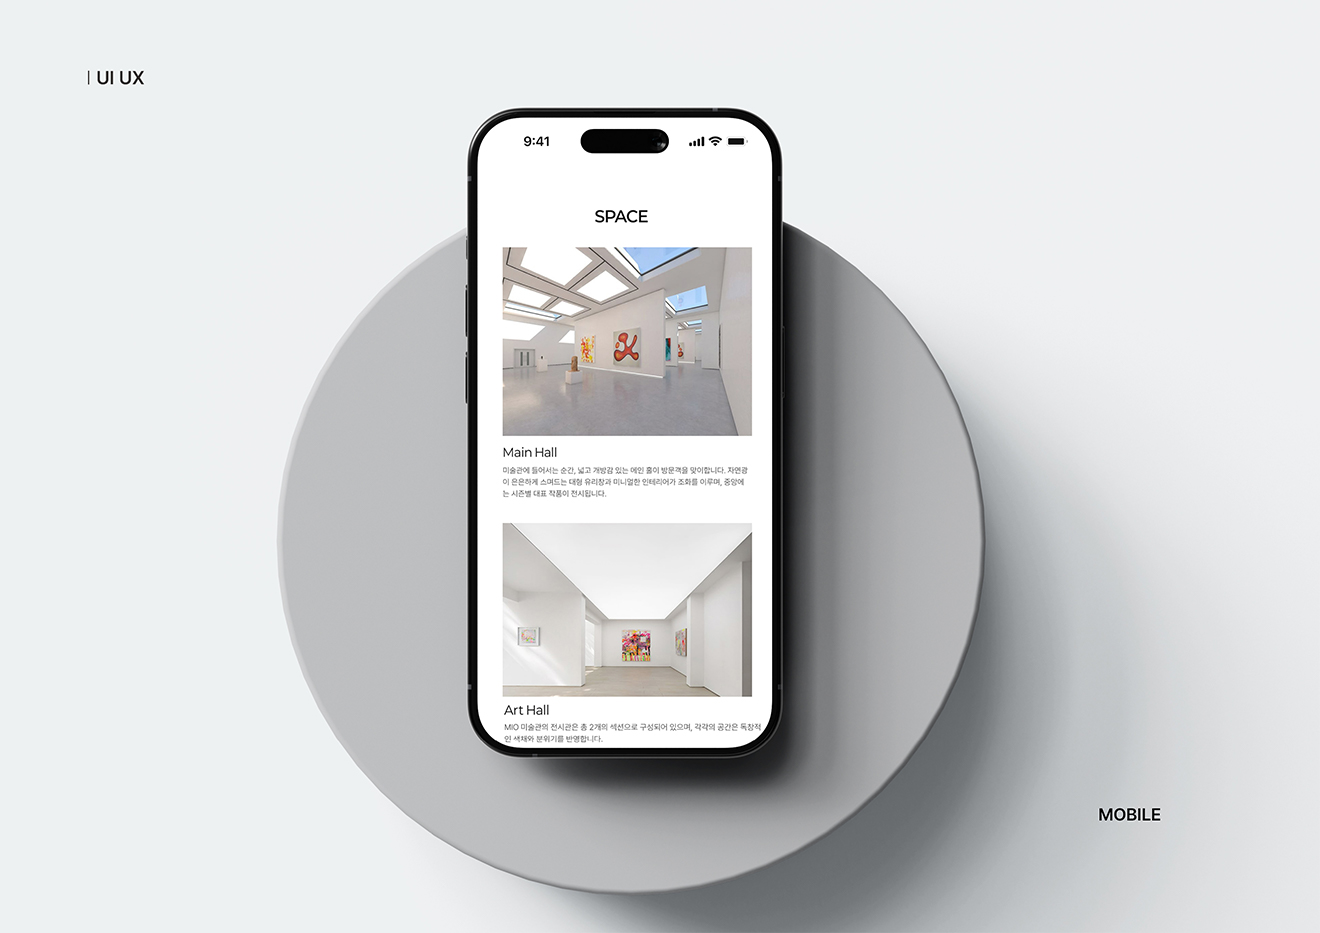 | UI UX
9:41
SPACE
Main Hall
미술관에 들어서는 순간, 넓고 개방감 있는 메인 홀이 방문객을 맞이합니다. 자연광
이 은은하게 스며드는 대형 유리창과 미니멀한 인테리어가 조화를 이루며, 중앙에
는 시즌별 대표 작품이 전시됩니다.
Art Hall
MIO 미술관의 전시관은 총 2개의 섹션으로 구성되어 있으며, 각각의 공간은 독창적
인 색채와 분위기를 반영합니다.
MOBILE